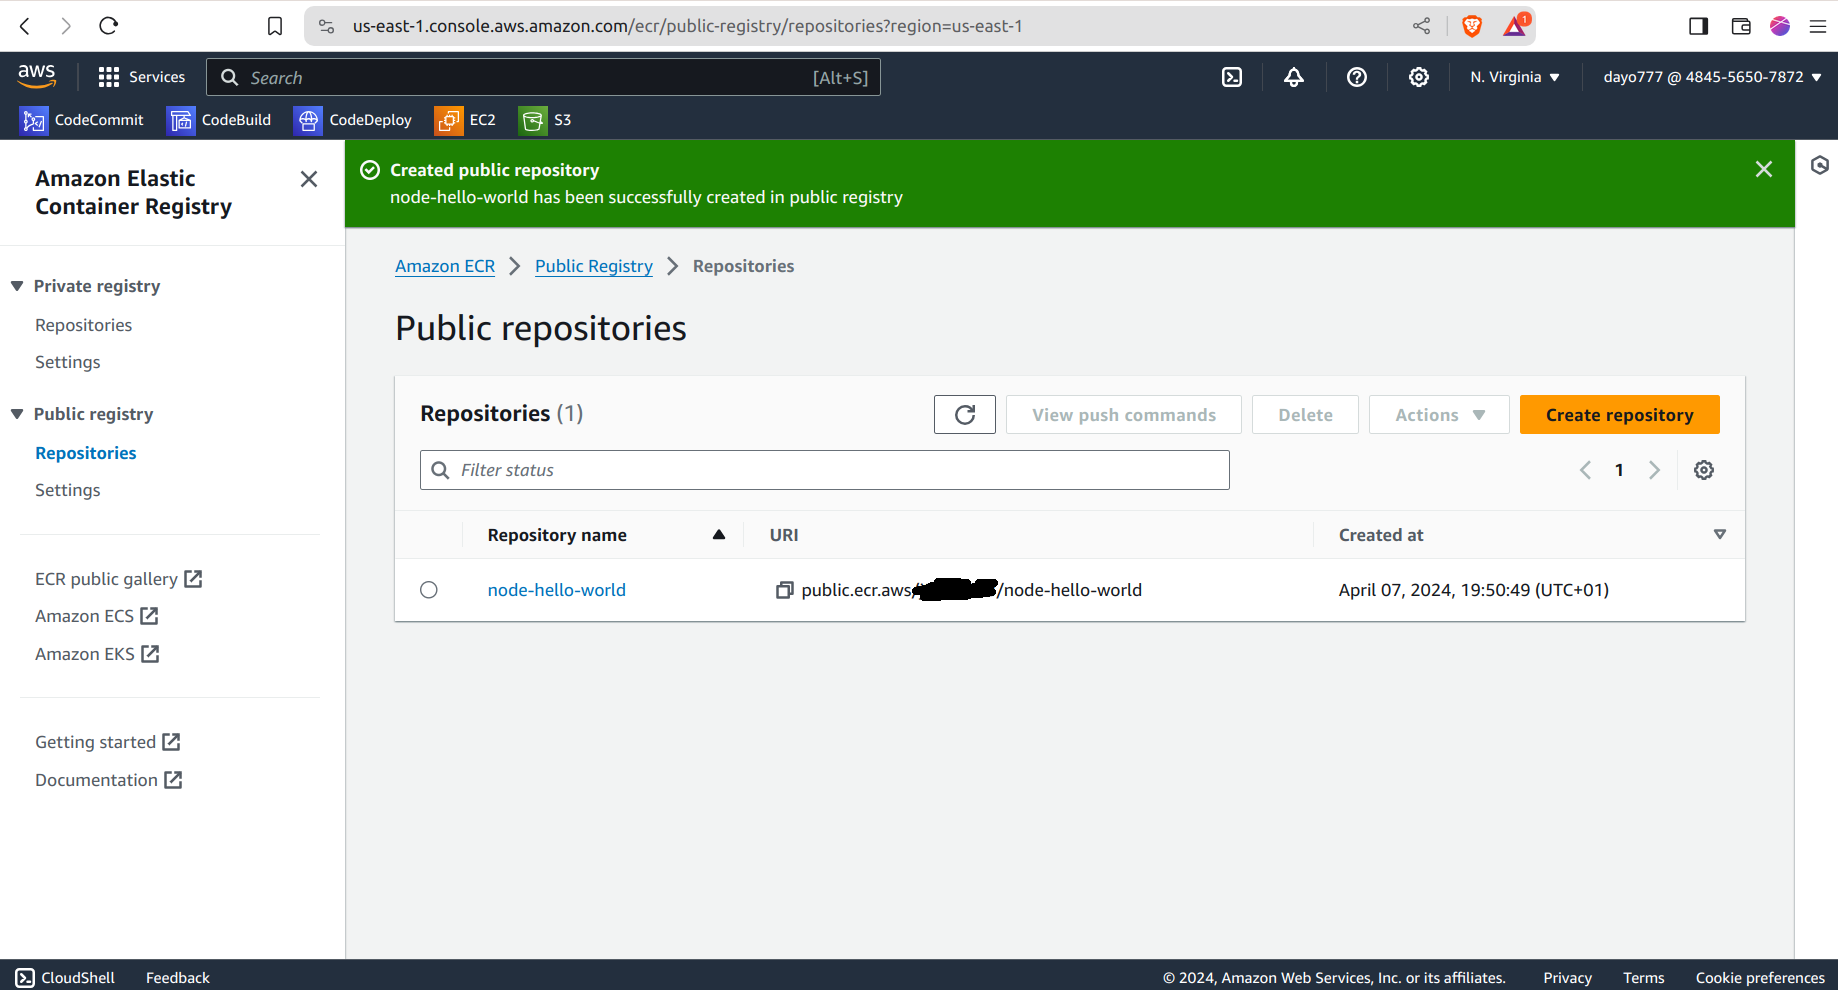 us-east-1.console.aws.amazon.com/ecr/public-registry/repositories?region=us-east-1
1
aws
Services
Search
[Alt+S]
N. Virginia
dayo777 @ 4845-5650-7872
CodeCommit
CodeBuild
CodeDeploy
EC2
S3
Amazon Elastic
Container Registry
Private registry
Repositories
Settings
Public registry
Repositories
Settings
ECR public gallery
Amazon ECS
Amazon EKS
Getting started
Documentation
Created public repository
node-hello-world has been successfully created in public registry
Amazon ECR
Public Registry
Repositories
Public repositories
Repositories (1)
View push commands
Delete
Actions
Create repository
Filter status
1
Repository name
URI
Created at
node-hello-world
public.ecr.aws/ /node-hello-world
April 07, 2024, 19:50:49 (UTC+01)
CloudShell
Feedback
© 2024, Amazon Web Services, Inc. or its affiliates.
Privacy
Terms
Cookie preferences